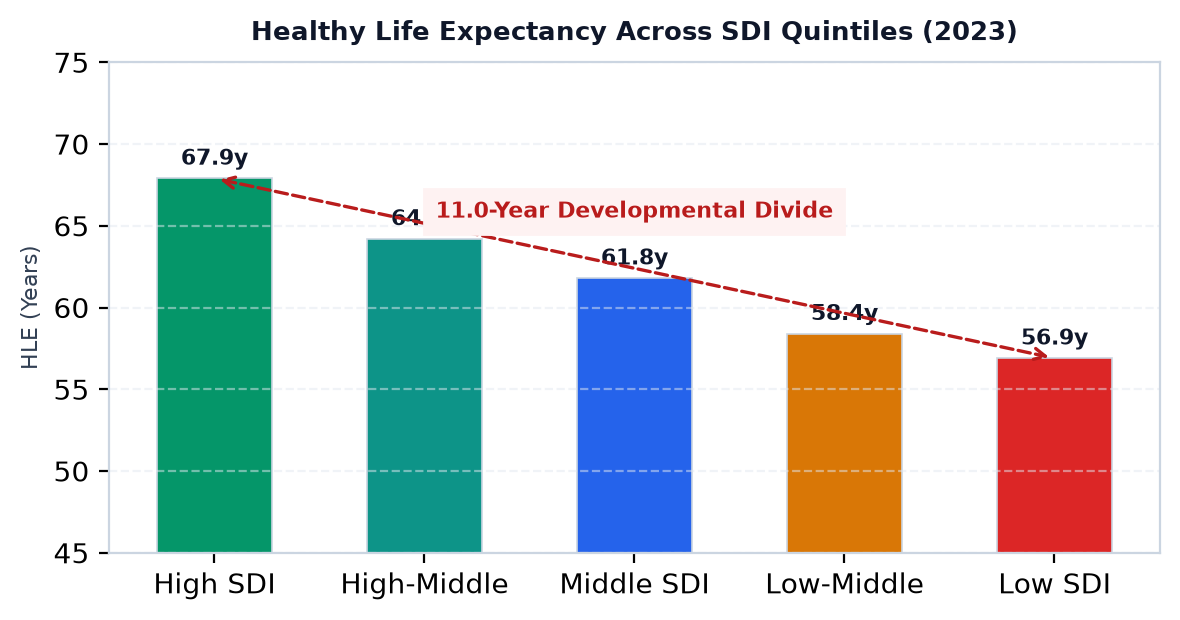 Healthy Life Expectancy Across SDI Quintiles (2023)
HLE (Years)
75
70
65
60
55
50
45
67.9y
64
11.0-Year Developmental Divide
61.8y
58.4y
56.9y
High SDI
High-Middle
Middle SDI
Low-Middle
Low SDI